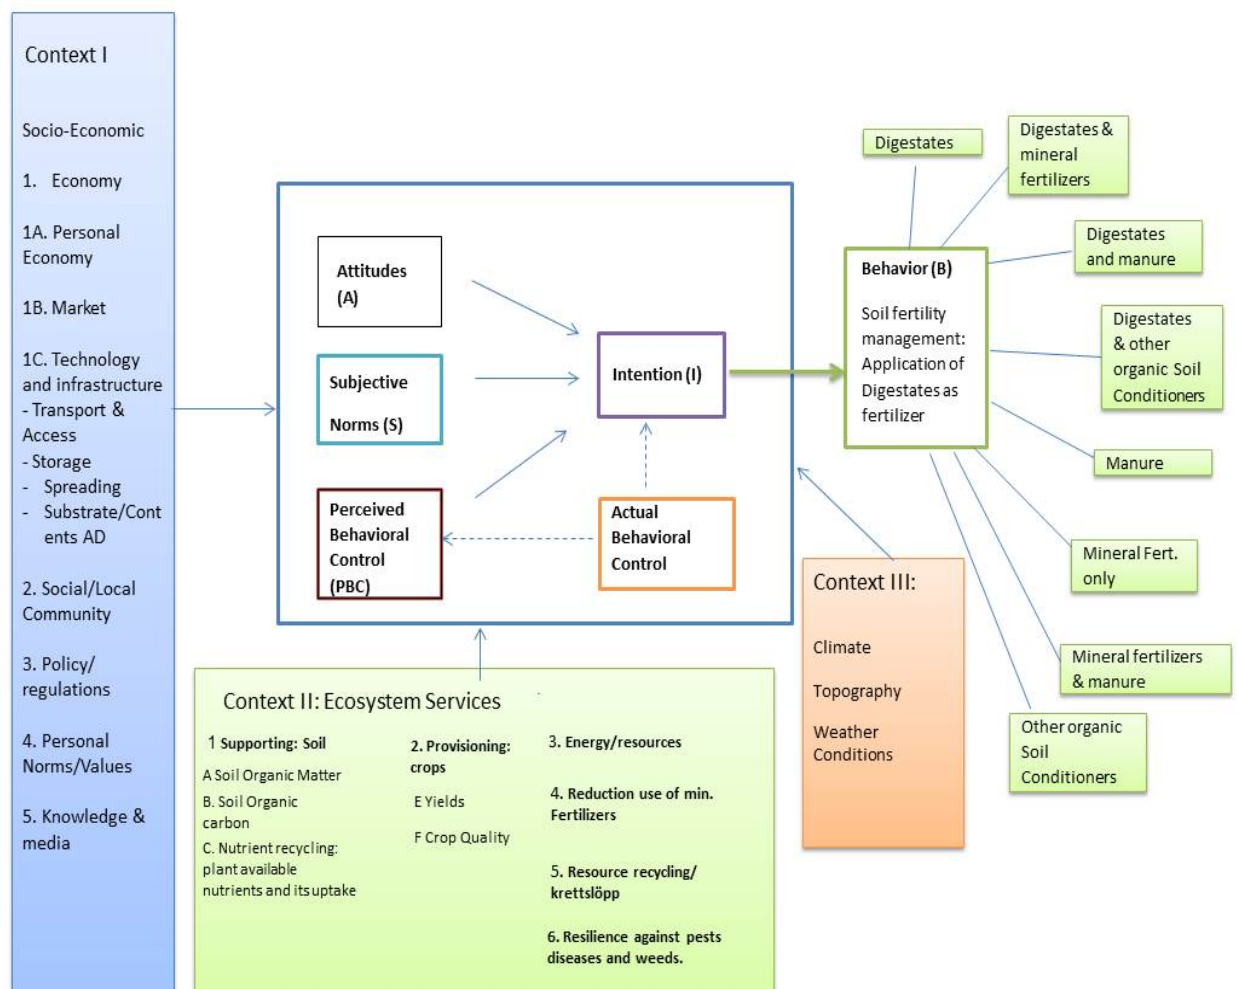 Context I
Socio-Economic
1. Economy
1A. Personal
Economy
1B. Market
1C. Technology
and infrastructure
- Transport &
Access
- Storage
- Spreading
- Substrate/Cont
ents AD
2. Social/Local
Community
3. Policy/
regulations
4. Personal
Norms/Values
5. Knowledge &
media
Attitudes
(A)
Subjective
Norms (S)
Perceived
Behavioral
Control
(PBC)
Intention (I)
Actual
Behavioral
Control
Behavior (B)
Soil fertility
management:
Application of
Digestates as
fertilizer
Digestates
Digestates &
mineral
fertilizers
Digestates
and manure
Digestates
& other
organic Soil
Conditioners
Manure
Mineral Fert.
only
Mineral fertilizers
& manure
Other organic
Soil
Conditioners
Context II: Ecosystem Services
1 Supporting: Soil
A Soil Organic Matter
B. Soil Organic
carbon
C. Nutrient recycling:
plant available
nutrients and its uptake
2. Provisioning:
crops
E Yields
F Crop Quality
3. Energy/resources
4. Reduction use of min.
Fertilizers
5. Resource recycling/
krettslöpp
6. Resilience against pests
diseases and weeds.
Context III:
Climate
Topography
Weather
Conditions